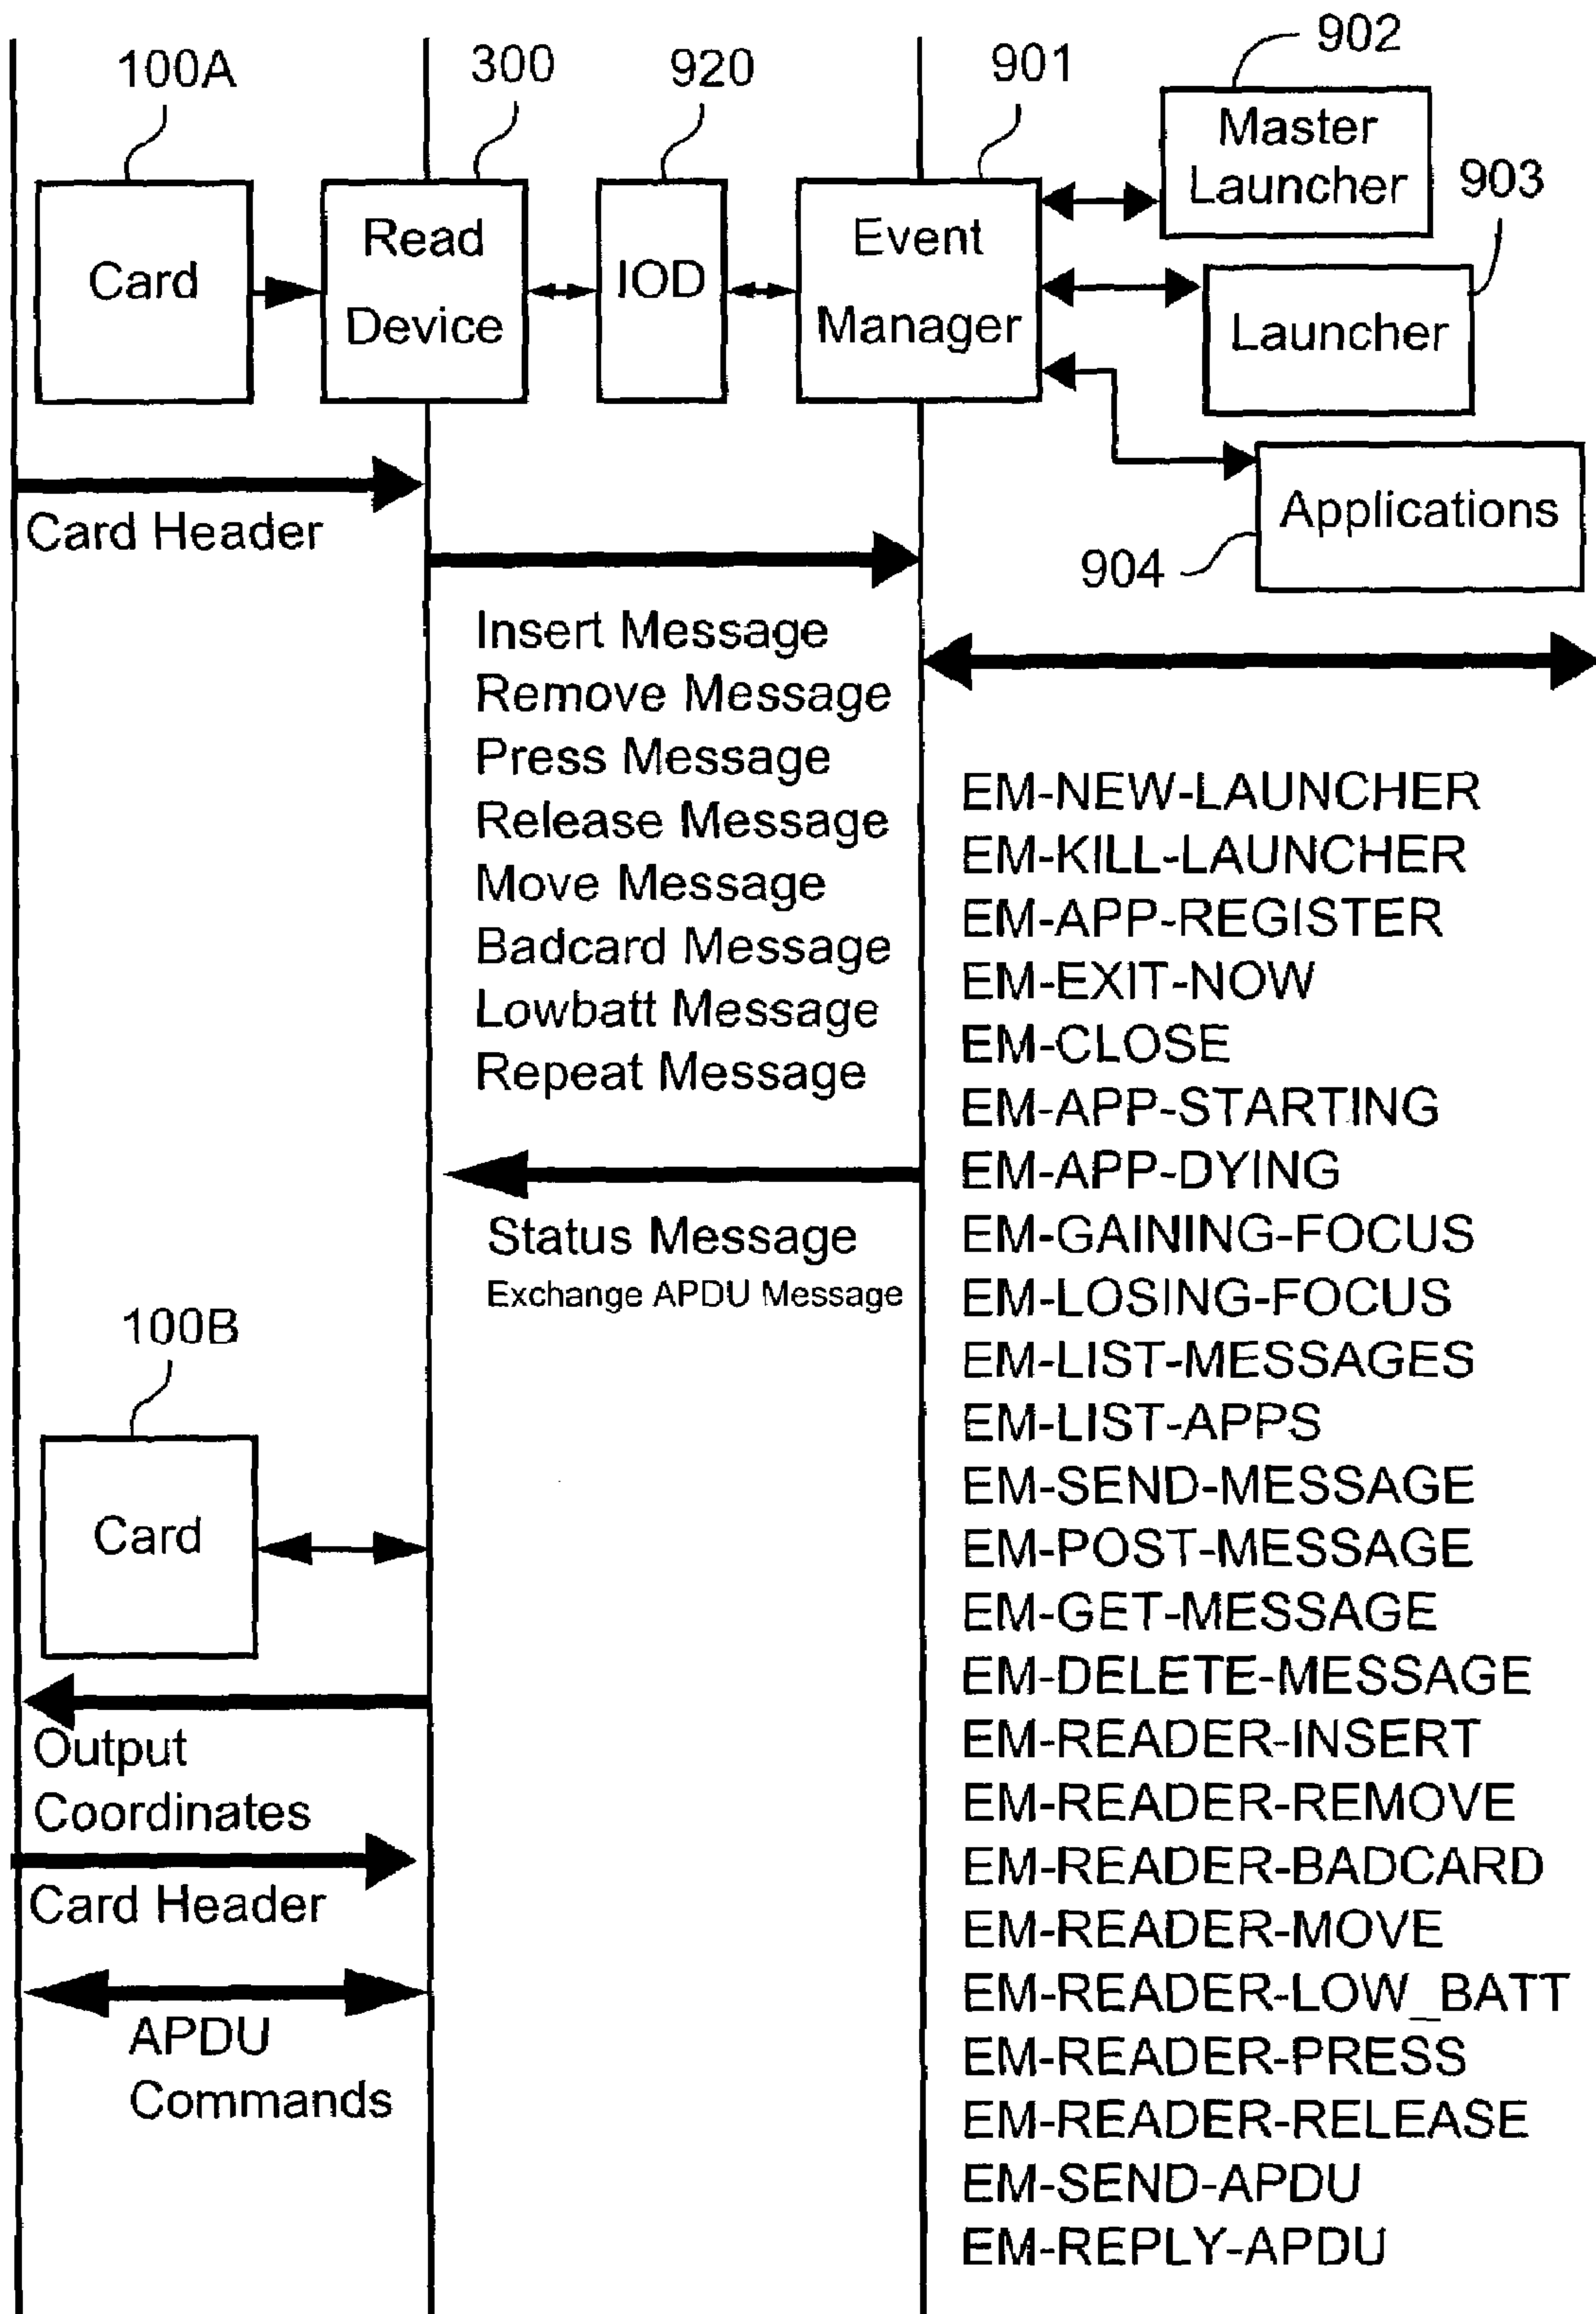 902
100A
300
920
901
Master
Launcher
903
Card
Read
Device
IOD
Event
Manager
Launcher
Card Header
Applications
904
Insert Message
Remove Message
Press Message
Release Message
Move Message
Badcard Message
Lowbatt Message
Repeat Message
Status Message
Exchange APDU Message
100B
Card
Output
Coordinates
Card Header
APDU
Commands
EM-NEW-LAUNCHER
EM-KILL-LAUNCHER
EM-APP-REGISTER
EM-EXIT-NOW
EM-CLOSE
EM-APP-STARTING
EM-APP-DYING
EM-GAINING-FOCUS
EM-LOSING-FOCUS
EM-LIST-MESSAGES
EM-LIST-APPS
EM-SEND-MESSAGE
EM-POST-MESSAGE
EM-GET-MESSAGE
EM-DELETE-MESSAGE
EM-READER-INSERT
EM-READER-REMOVE
EM-READER-BADCARD
EM-READER-MOVE
EM-READER-LOW_BATT
EM-READER-PRESS
EM-READER-RELEASE
EM-SEND-APDU
EM-REPLY-APDU